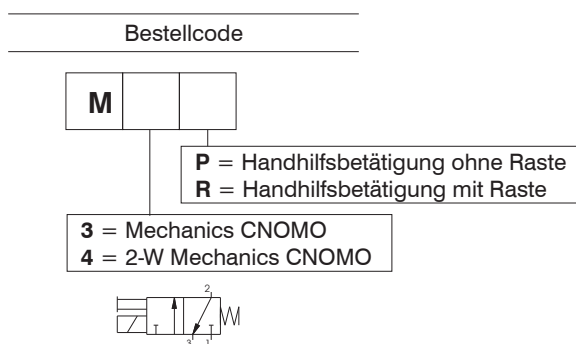 Bestellcode
M
P = Handhilfsbetätigung ohne Raste
R = Handhilfsbetätigung mit Raste
3 = Mechanics CNOMO
4 = 2-W Mechanics CNOMO
2
3 1